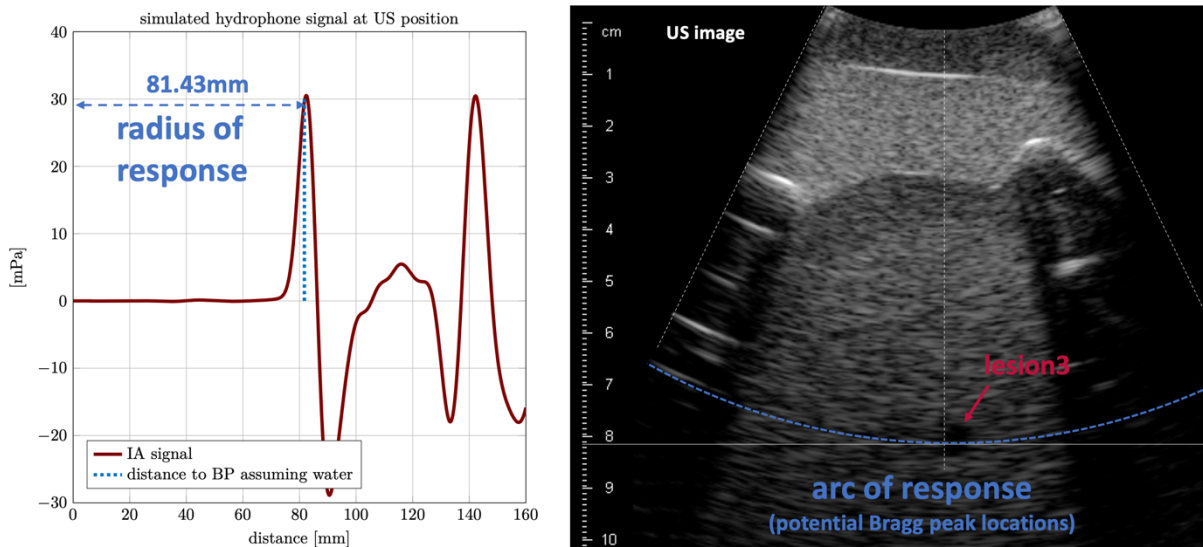 simulated hydrophone signal at US position
40
30
20
10
0
−10
−20
−30
[mPa]
81.43mm
radius of
response
IA signal
distance to BP assuming water
0
20
40
60
80
100
120
140
160
distance [mm]
US image
cm
1
2
3
4
5
6
7
8
9
10
lesion3
arc of response
(potential Bragg peak locations)